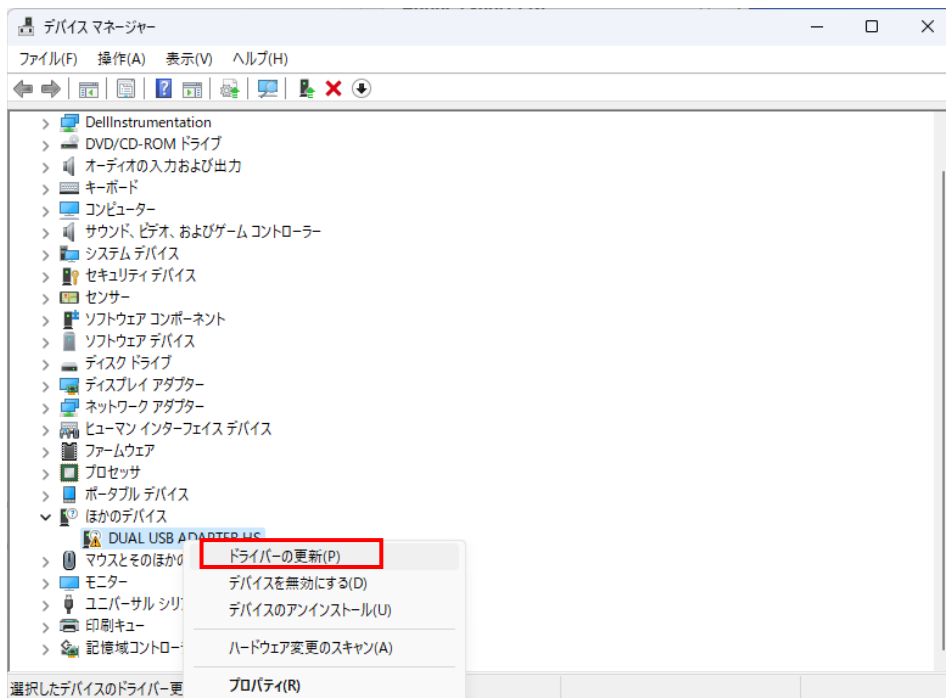 デバイス マネージャー
ファイル(F) 操作(A) 表示(V) ヘルプ(H)
DellInstrumentation
DVD/CD-ROM ドライブ
オーディオの入力および出力
キーボード
コンピューター
サウンド、ビデオ、およびゲーム コントローラー
システム デバイス
セキュリティ デバイス
センサー
ソフトウェア コンポーネント
ソフトウェア デバイス
ディスク ドライブ
ディスプレイ アダプター
ネットワーク アダプター
ヒューマン インターフェイス デバイス
ファームウェア
プロセッサ
ポータブル デバイス
ほかのデバイス
DUAL USB ADAPTER HS
ドライバーの更新(P)
マウスとそのほかの
デバイスを無効にする(D)
モニター
ユニバーサル シリ
デバイスのアンインストール(U)
印刷キュー
記憶域コントロー
ハードウェア変更のスキャン(A)
プロパティ(R)
選択したデバイスのドライバー更